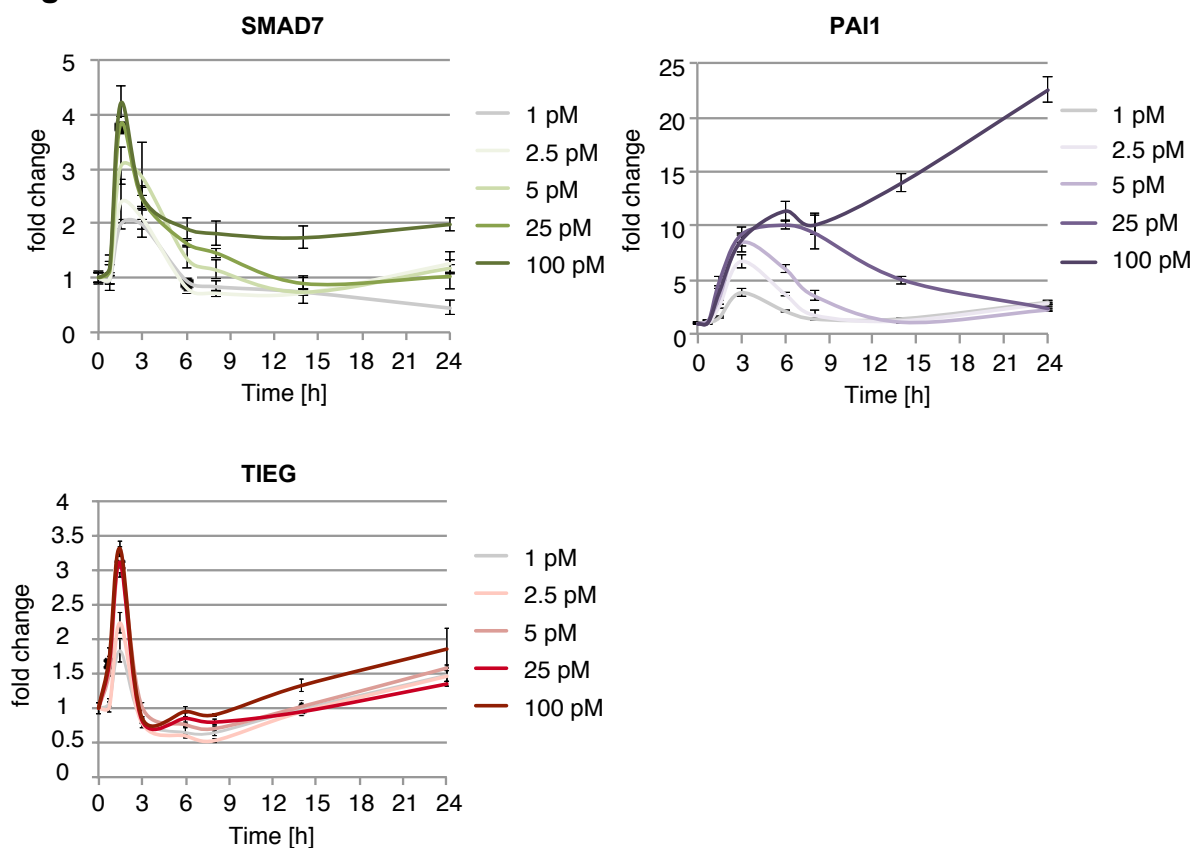 SMAD7
5
4
3
2
1
0
fold change
0 3 6 9 12 15 18 21 24
Time [h]
1 pM
2.5 pM
5 pM
25 pM
100 pM
PAI1
25
20
15
10
5
0
fold change
0 3 6 9 12 15 18 21 24
Time [h]
1 pM
2.5 pM
5 pM
25 pM
100 pM
TIEG
4
3.5
3
2.5
2
1.5
1
0.5
0
fold change
0 3 6 9 12 15 18 21 24
Time [h]
1 pM
2.5 pM
5 pM
25 pM
100 pM